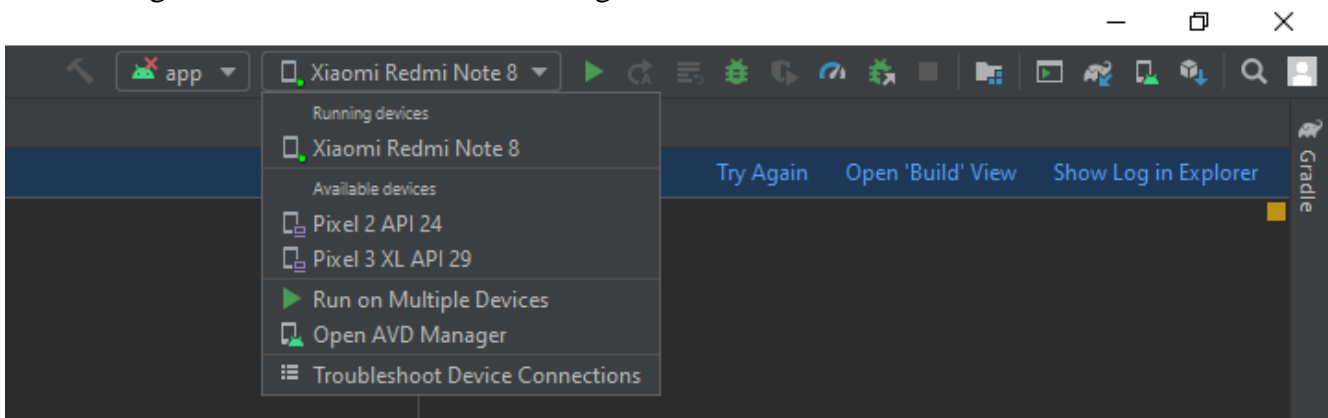 app
Xiaomi Redmi Note 8
Running devices
Xiaomi Redmi Note 8
Try Again Open 'Build' View Show Log in Explorer
Gradle
Available devices
Pixel 2 API 24
Pixel 3 XL API 29
Run on Multiple Devices
Open AVD Manager
Troubleshoot Device Connections